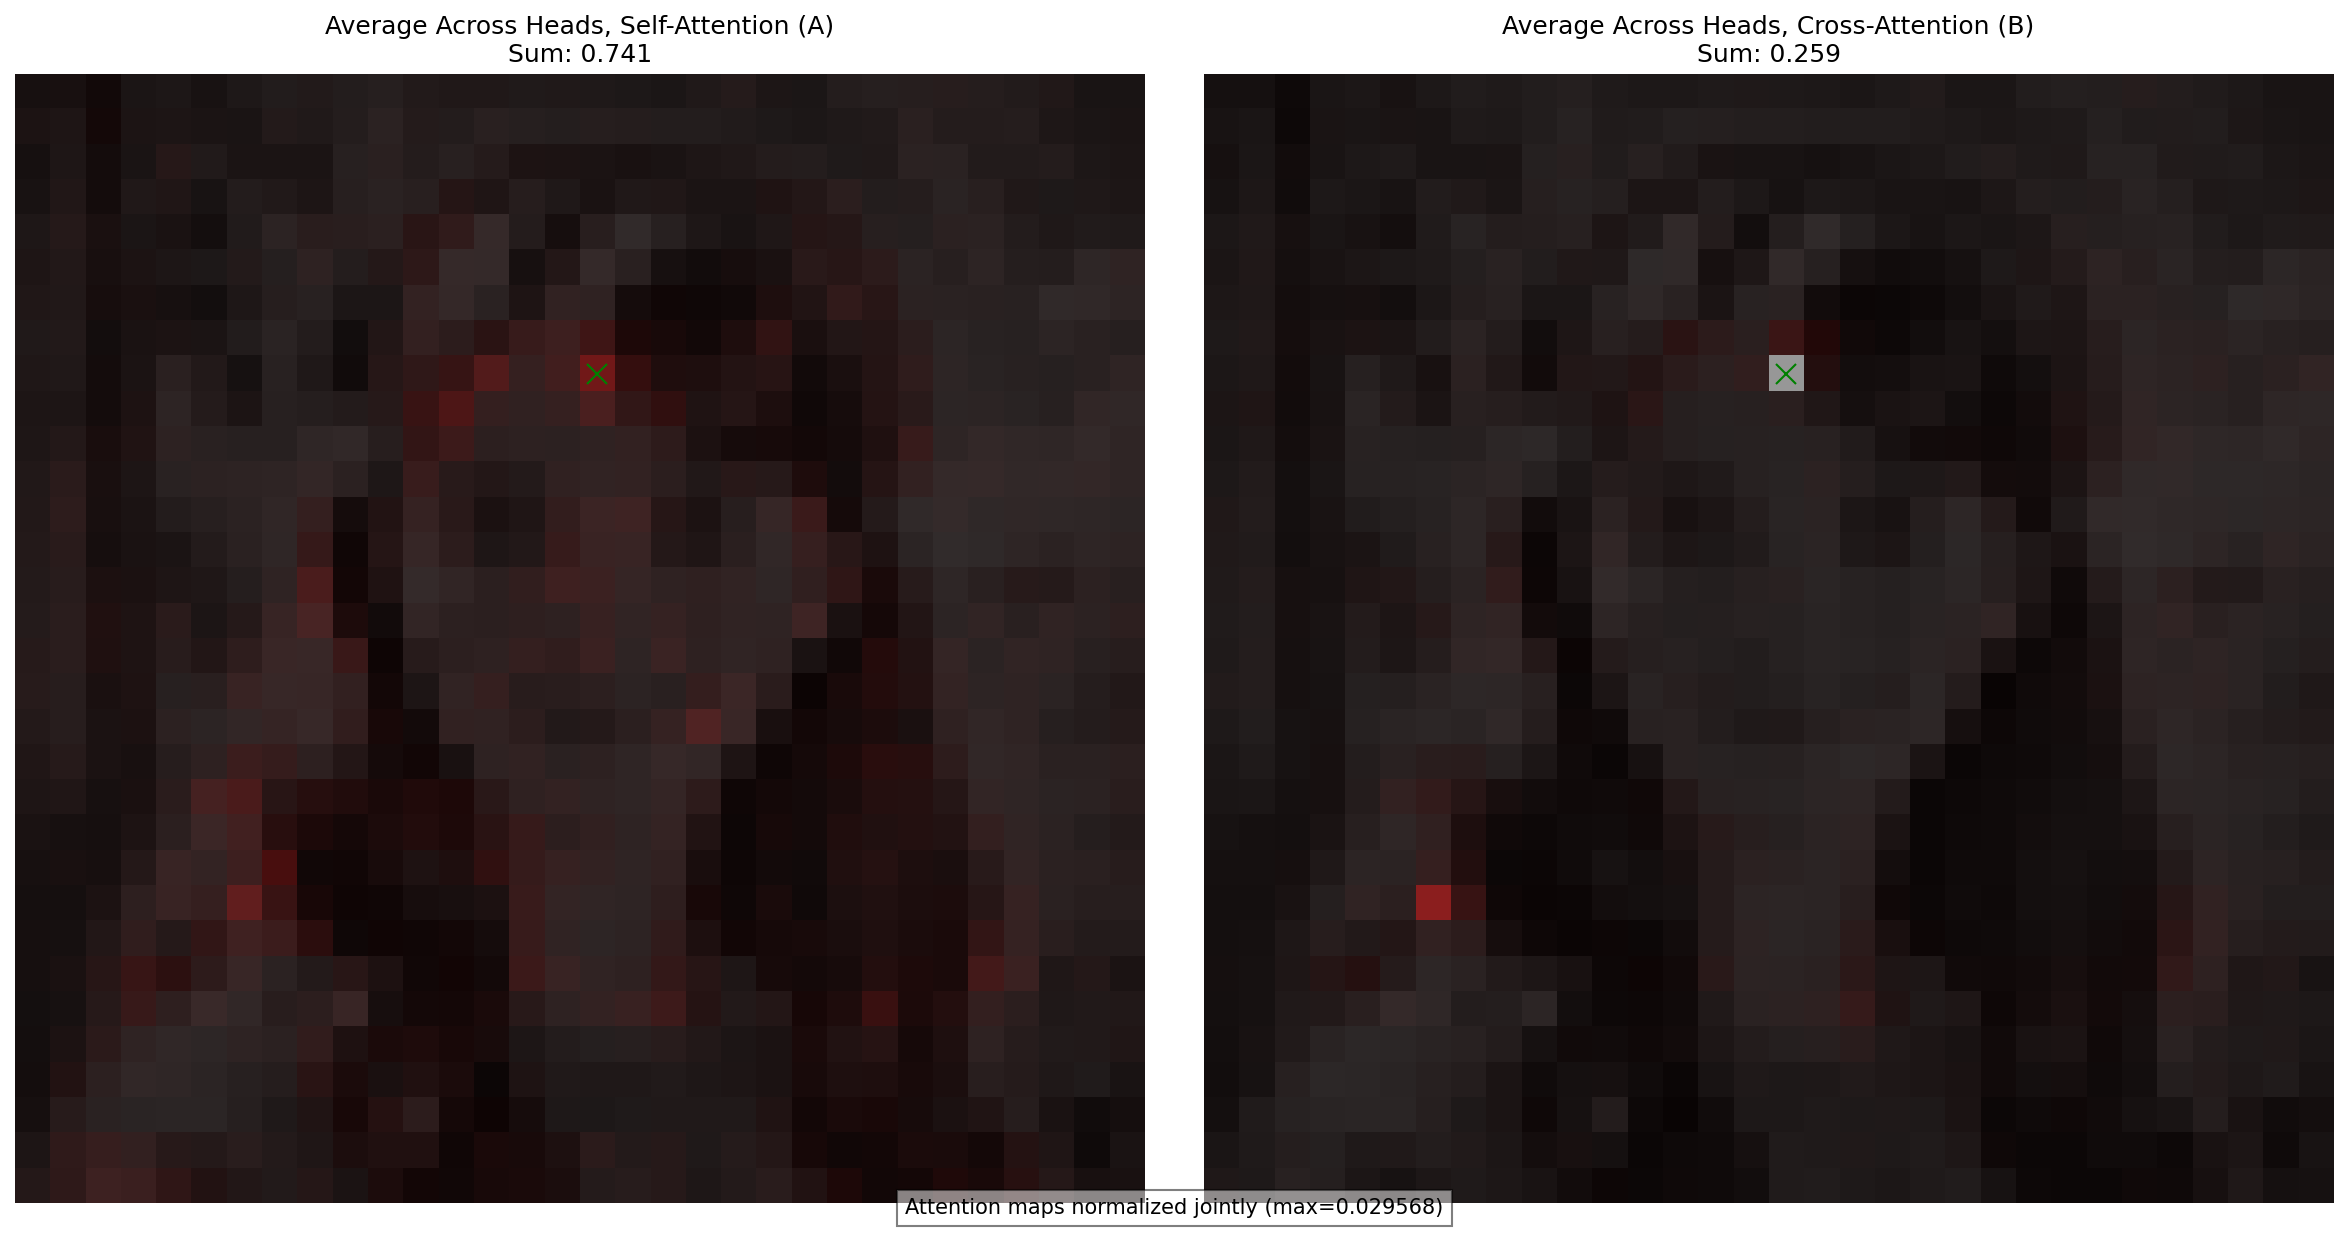 Average Across Heads, Self-Attention (A)
Sum: 0.741
Average Across Heads, Cross-Attention (B)
Sum: 0.259
Attention maps normalized jointly (max=0.029568)